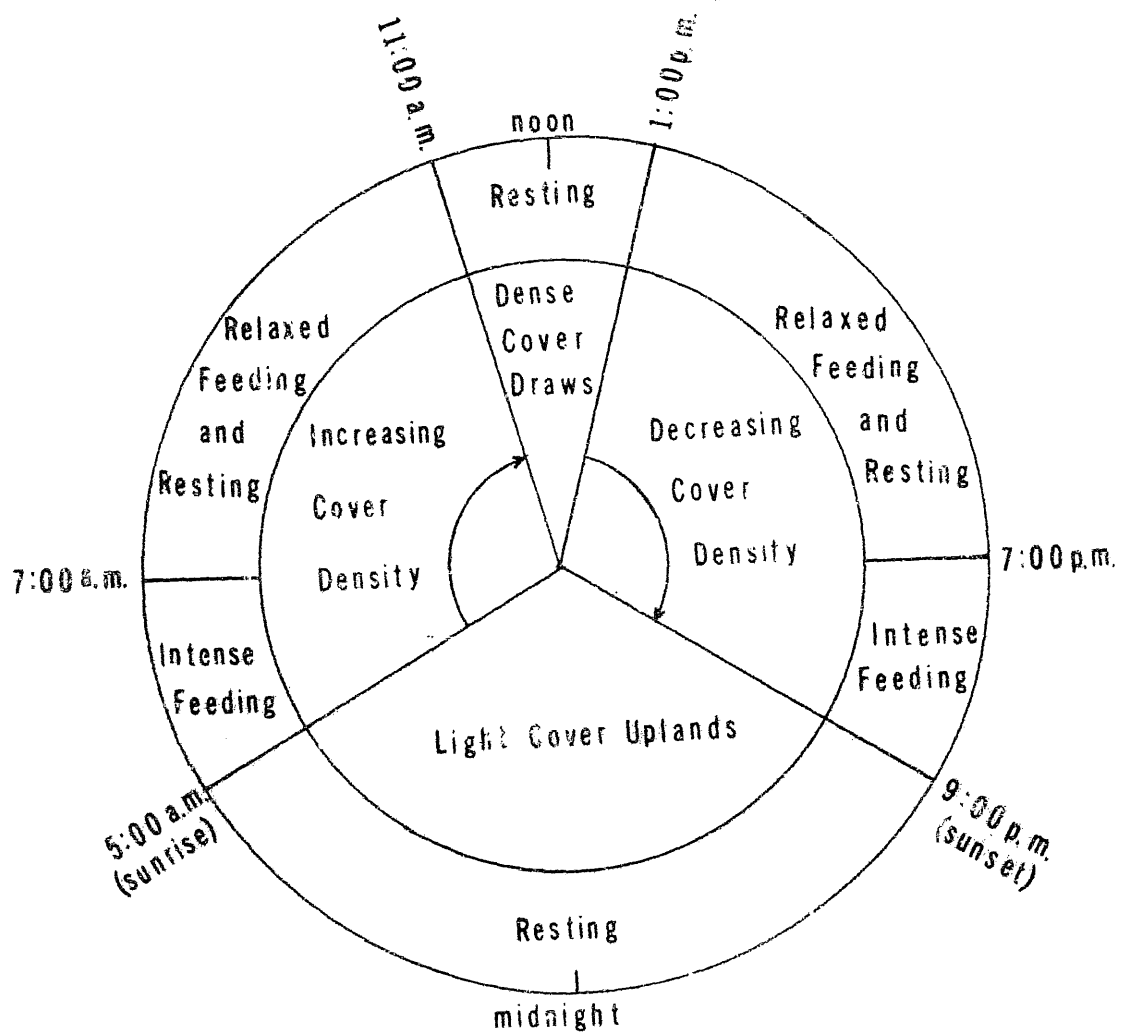 11:00 a.m.
noon
1:00 p.m.
Resting
Dense
Cover
Draws
Relaxed
Feeding
and
Resting
Increasing
Cover
Density
Decreasing
Cover
Density
Relaxed
Feeding
and
Resting
7:00 a.m.
7:00 p.m.
Intense
Feeding
Intense
Feeding
Light Cover Uplands
5:00 a.m.
(sunrise)
9:00 p.m.
(sunset)
Resting
midnight